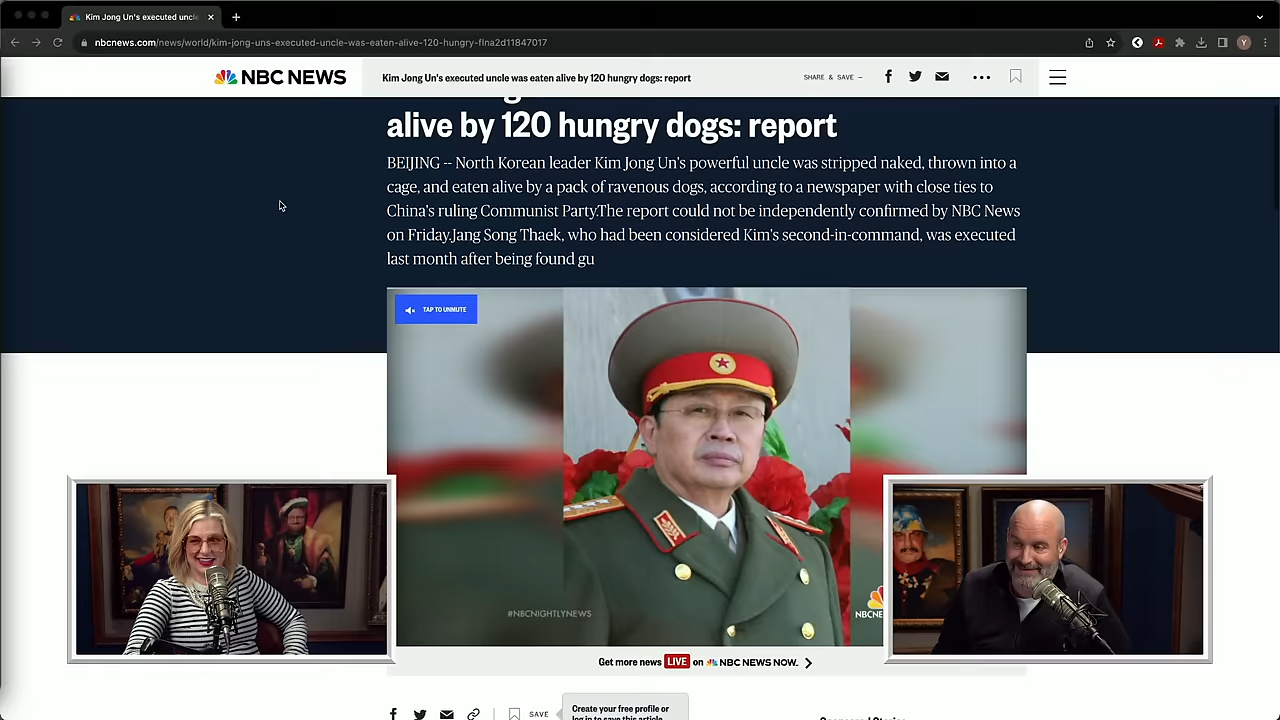 Kim Jong Un's executed uncle
nbcnews.com/news/world/kim-jong-uns-executed-uncle-was-eaten-alive-120-hungry-flna2d11847017
Y
NBC NEWS
Kim Jong Un's executed uncle was eaten alive by 120 hungry dogs: report
SHARE & SAVE —
alive by 120 hungry dogs: report
BEIJING -- North Korean leader Kim Jong Un's powerful uncle was stripped naked, thrown into a
cage, and eaten alive by a pack of ravenous dogs, according to a newspaper with close ties to
China's ruling Communist Party.The report could not be independently confirmed by NBC News
on Friday.Jang Song Thaek, who had been considered Kim's second-in-command, was executed
last month after being found gu
TAP TO UNMUTE
#NBCNIGHTLYNEWS
Get more news LIVE on NBC NEWS NOW.
SAVE
Create your free profile or
log in to save this article
Sponsored Stories